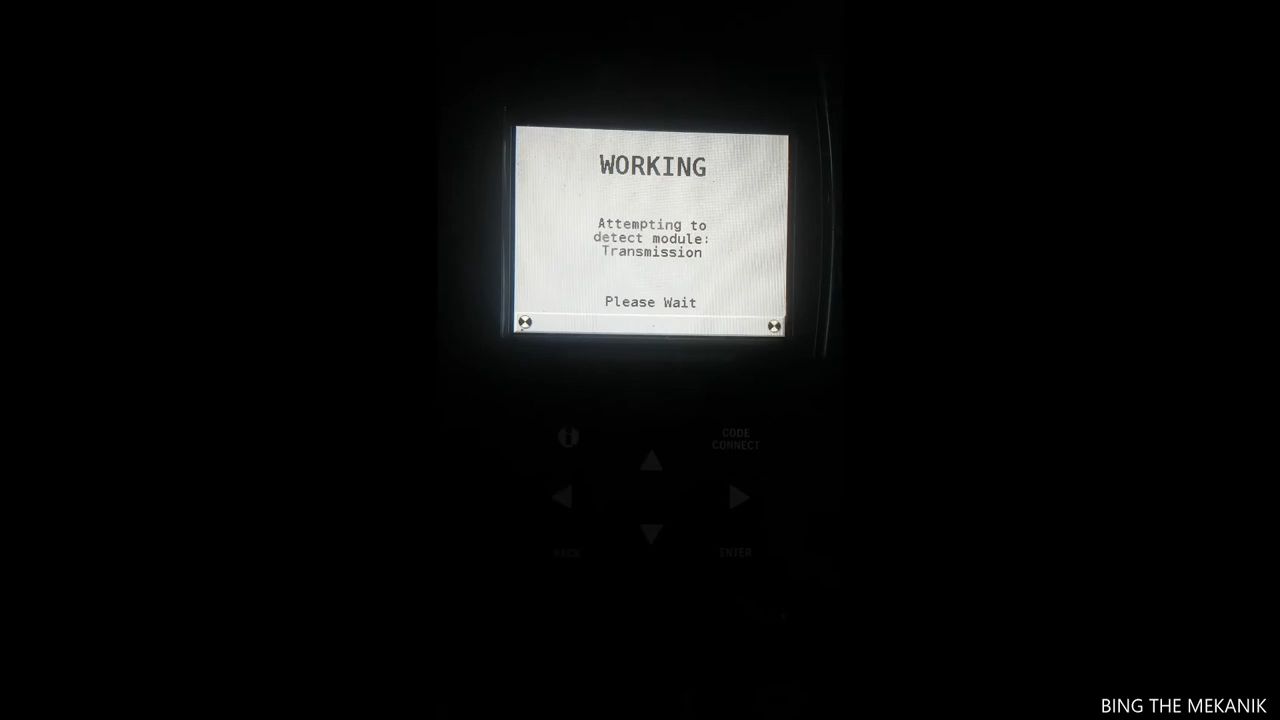 WORKING
Attempting to
detect module:
Transmission
Please Wait
CODE
CONNECT
ENTER
BING THE MEKANIK